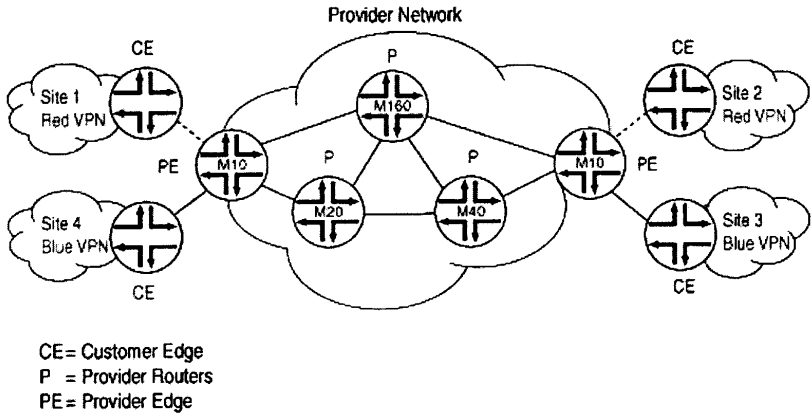 Provider Network
CE
P
CE
Site 1
Red VPN
M160
Site 2
Red VPN
PE
M10
P
P
M10
PE
Site 4
Blue VPN
M20
M40
Site 3
Blue VPN
CE
CE
CE= Customer Edge
P = Provider Routers
PE= Provider Edge